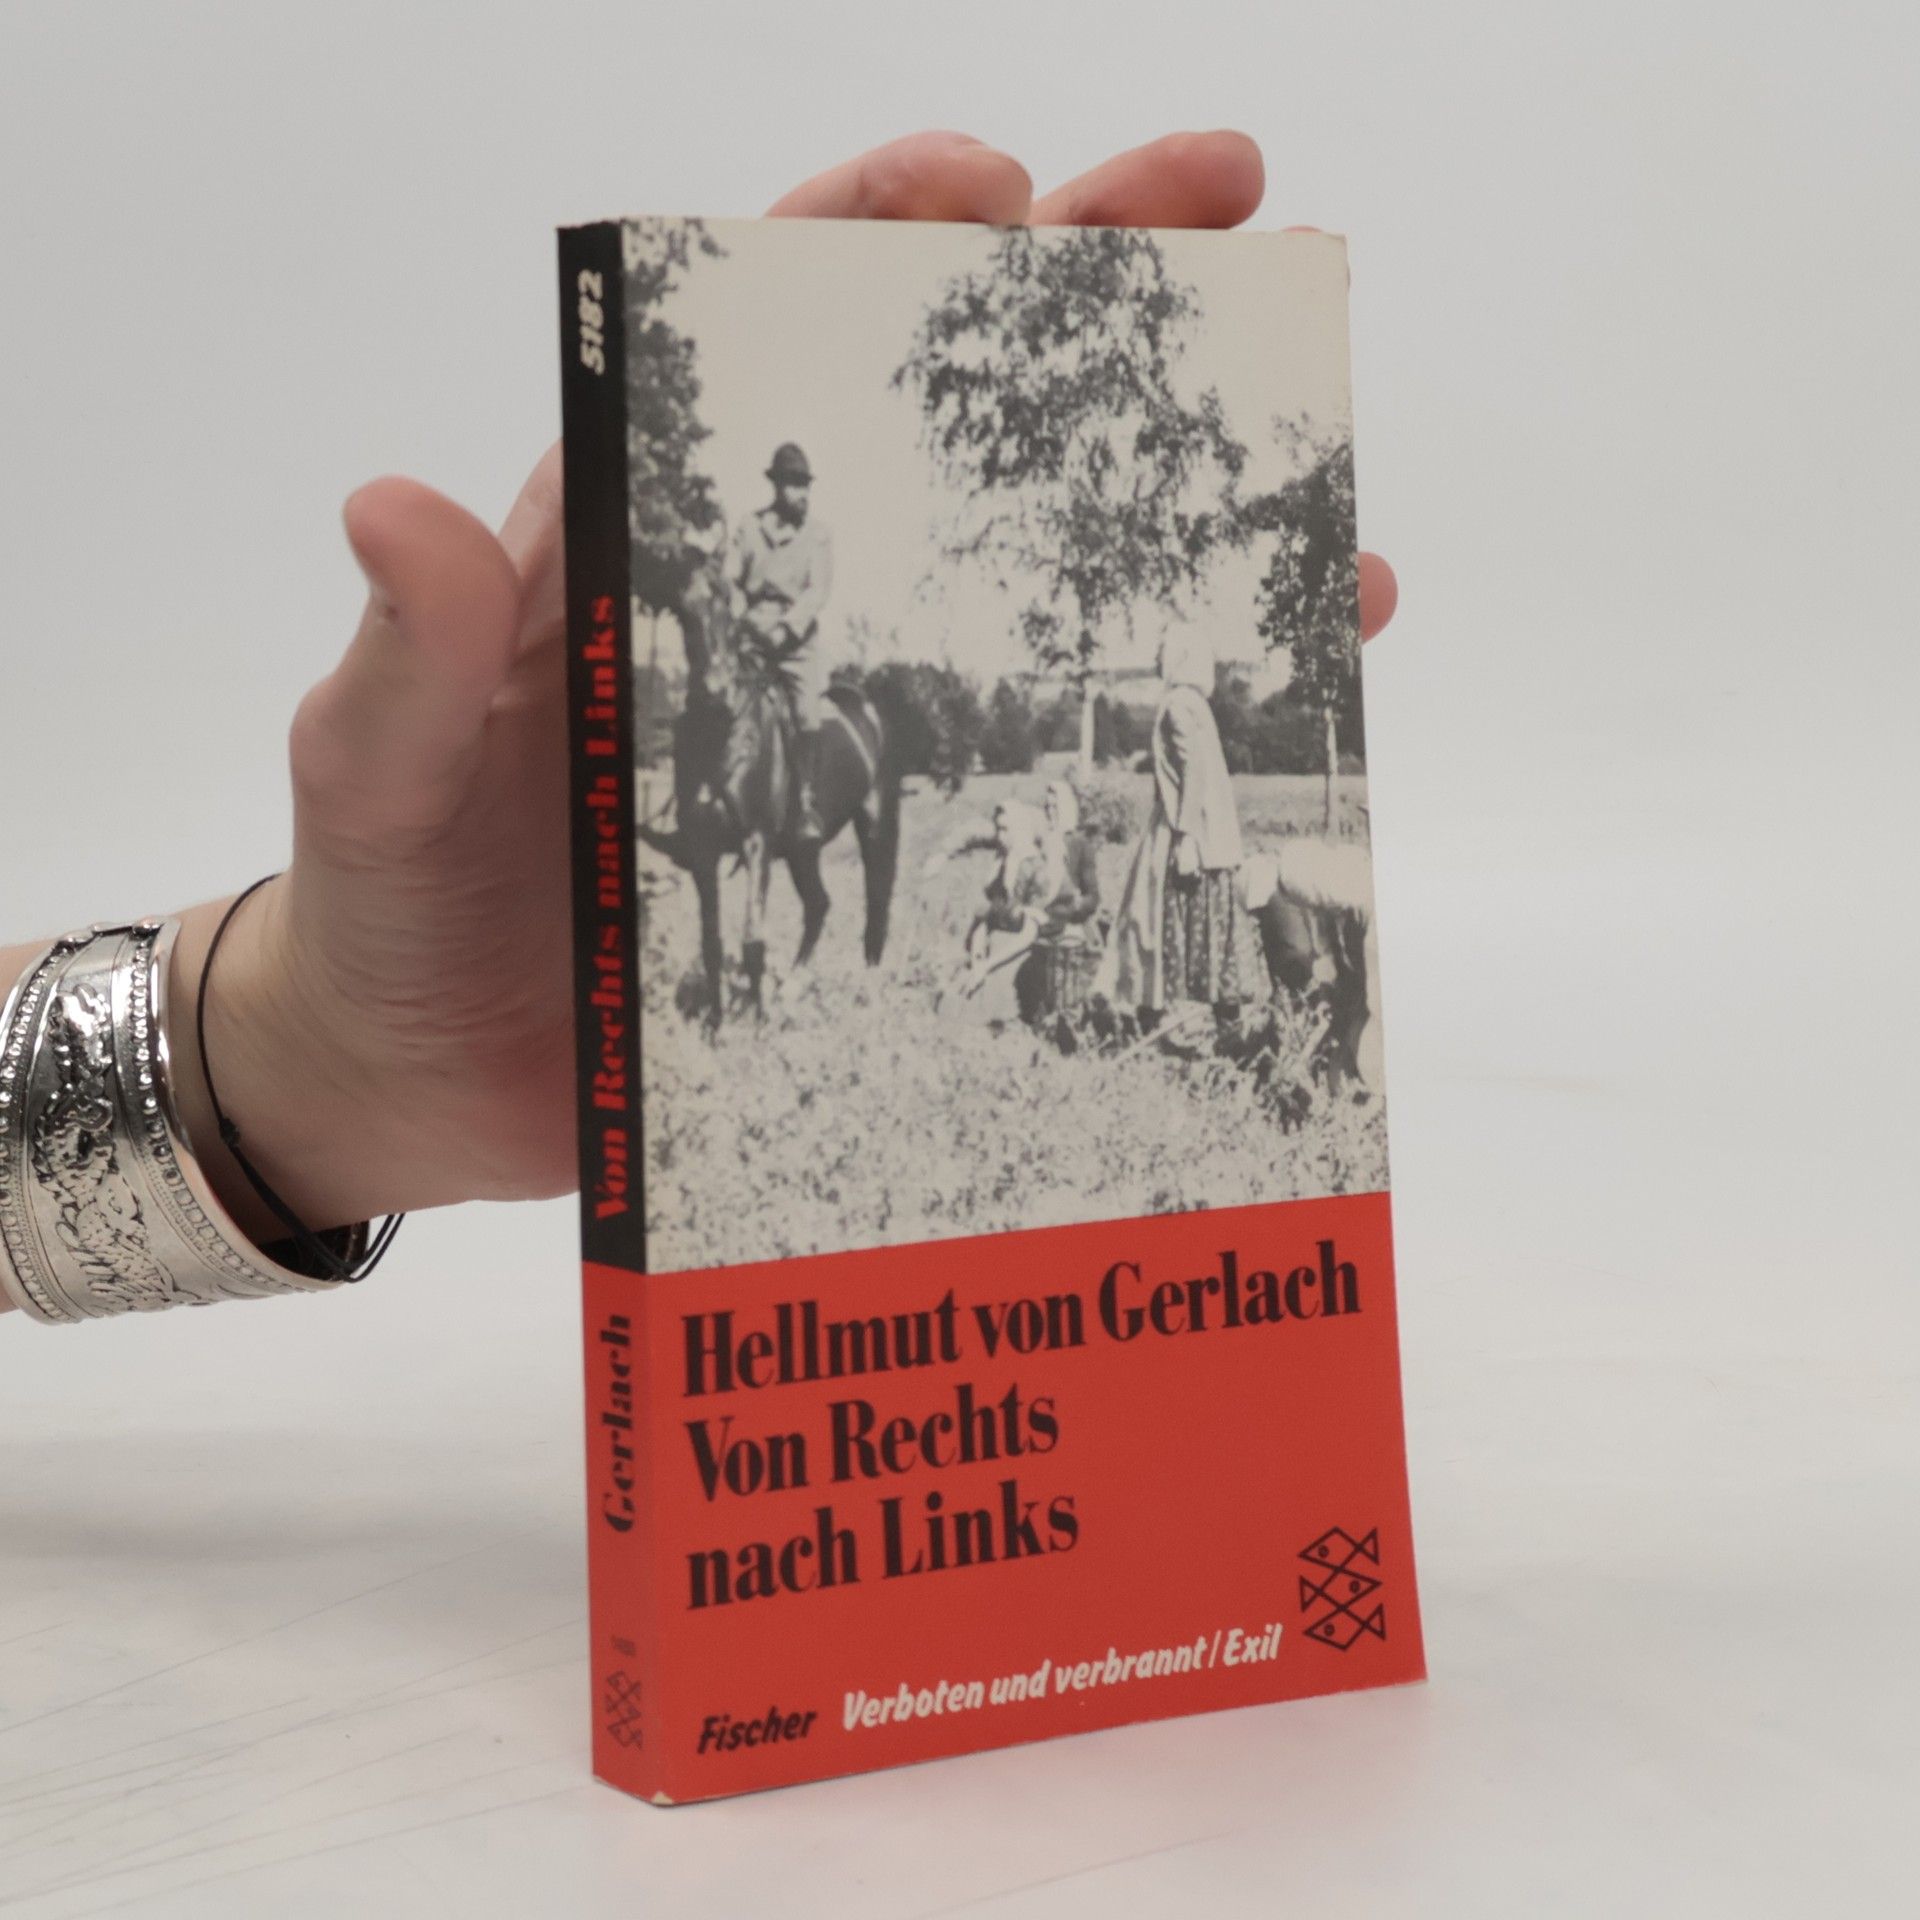 5182
Von Rechts nach Links
Gerlach
Hellmut von Gerlach
Von Rechts
nach Links
Fischer Verboten und verbrannt/Exil